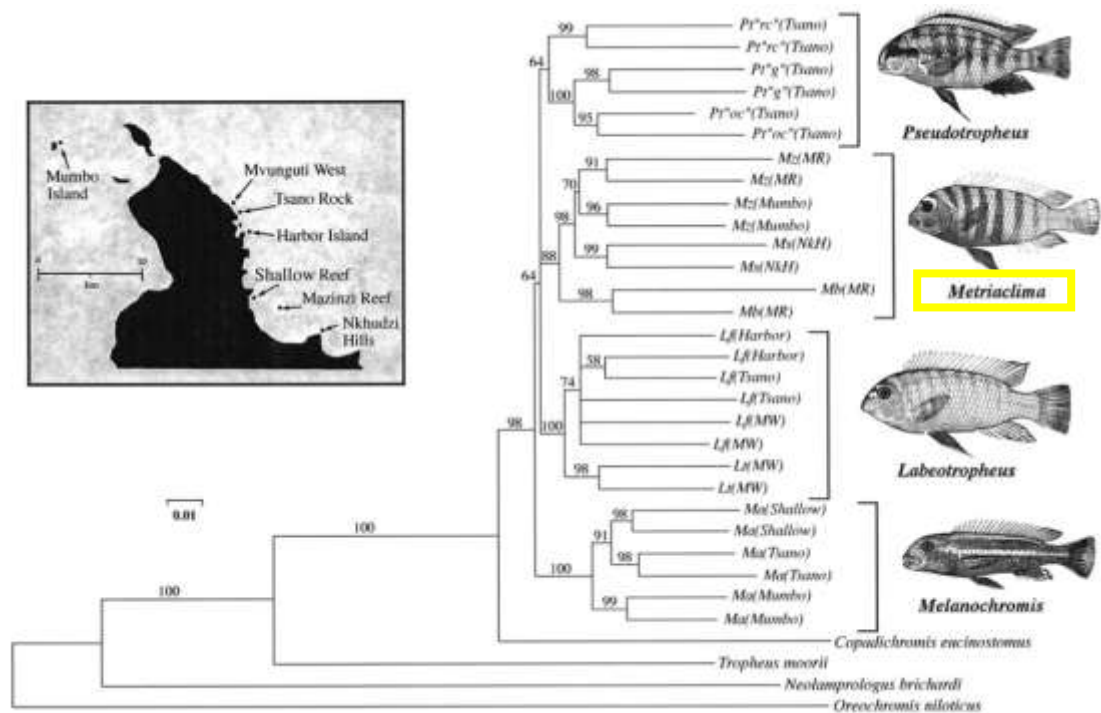 Mumbo
Island
Mvunguti West
Tsano Rock
Harbor Island
Shallow Reef
Mazinzi Reef
Nkhudzi
Hills
km
0.01
100
100
98
64
64
99
100
98
95
88
98
70
91
96
99
98
100
74
58
98
100
91
98
98
99
Pt"rc"(Tsano)
Pt"rc"(Tsano)
Pt"g"(Tsano)
Pt"g"(Tsano)
Pt"oc"(Tsano)
Pt"oc"(Tsano)
Pseudotropheus
Mz(MR)
Mz(MR)
Mz(Mumbo)
Mz(Mumbo)
Ms(NkH)
Ms(NkH)
Mb(MR)
Mb(MR)
Metriaclima
Lf(Harbor)
Lf(Harbor)
Lf(Tsano)
Lf(Tsano)
Lf(MW)
Lf(MW)
Lt(MW)
Lt(MW)
Labeotropheus
Ma(Shallow)
Ma(Shallow)
Ma(Tsano)
Ma(Tsano)
Ma(Mumbo)
Ma(Mumbo)
Melanochromis
Copadichromis eucinostomus
Tropheus moorii
Neolamprologus brichardi
Oreochromis niloticus